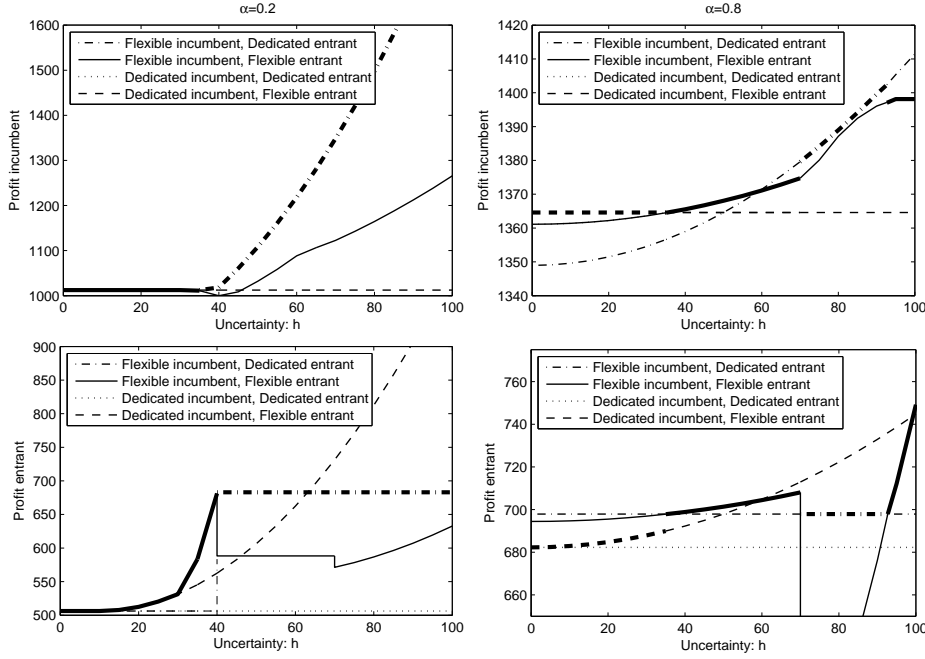 α=0.2
1600
1500
1400
1300
1200
1100
1000
0
20
40
60
80
100
Profit incumbent
Uncertainty: h
Flexible incumbent, Dedicated entrant
Flexible incumbent, Flexible entrant
Dedicated incumbent, Dedicated entrant
Dedicated incumbent, Flexible entrant
α=0.8
1420
1410
1400
1390
1380
1370
1360
1350
1340
0
20
40
60
80
100
Profit incumbent
Uncertainty: h
Flexible incumbent, Dedicated entrant
Flexible incumbent, Flexible entrant
Dedicated incumbent, Dedicated entrant
Dedicated incumbent, Flexible entrant
900
850
800
750
700
650
600
550
500
0
20
40
60
80
100
Profit entrant
Uncertainty: h
Flexible incumbent, Dedicated entrant
Flexible incumbent, Flexible entrant
Dedicated incumbent, Dedicated entrant
Dedicated incumbent, Flexible entrant
760
740
720
700
680
660
0
20
40
60
80
100
Profit entrant
Uncertainty: h
Flexible incumbent, Dedicated entrant
Flexible incumbent, Flexible entrant
Dedicated incumbent, Dedicated entrant
Dedicated incumbent, Flexible entrant